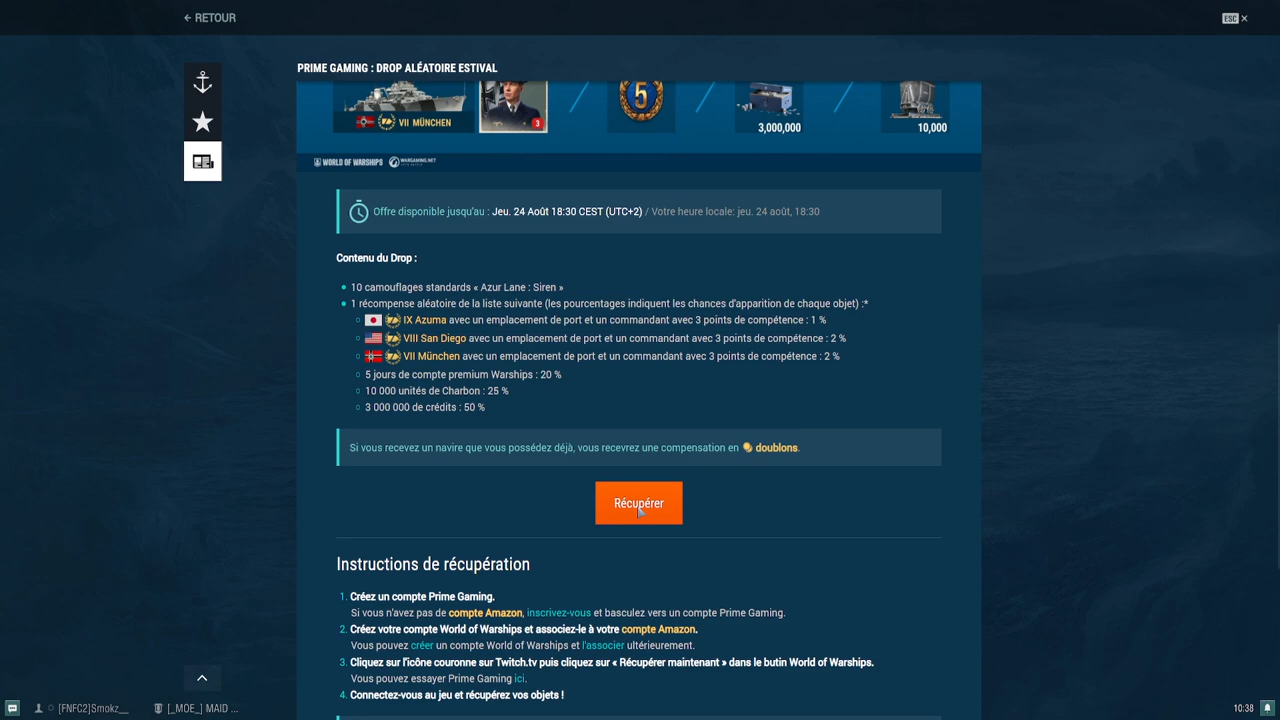 RETOUR
ESC
PRIME GAMING : DROP ALÉATOIRE ESTIVAL
VII MÜNCHEN
3
5
3,000,000
10,000
WORLD OF WARSHIPS
WARGAMING.NET
Offre disponible jusqu'au : Jeu. 24 Août 18:30 CEST (UTC+2) / Votre heure locale: jeu. 24 août, 18:30
Contenu du Drop :
10 camouflages standards « Azur Lane : Siren »
1 récompense aléatoire de la liste suivante (les pourcentages indiquent les chances d'apparition de chaque objet) :*
IX Azuma avec un emplacement de port et un commandant avec 3 points de compétence : 1 %
VIII San Diego avec un emplacement de port et un commandant avec 3 points de compétence : 2 %
VII München avec un emplacement de port et un commandant avec 3 points de compétence : 2 %
5 jours de compte premium Warships : 20 %
10 000 unités de Charbon : 25 %
3 000 000 de crédits : 50 %
Si vous recevez un navire que vous possédez déjà, vous recevrez une compensation en doublons.
Récupérer
Instructions de récupération
1. Créez un compte Prime Gaming.
Si vous n'avez pas de compte Amazon, inscrivez-vous et basculez vers un compte Prime Gaming.
2. Créez votre compte World of Warships et associez-le à votre compte Amazon.
Vous pouvez créer un compte World of Warships et l'associer ultérieurement.
3. Cliquez sur l'icône couronne sur Twitch.tv puis cliquez sur « Récupérer maintenant » dans le butin World of Warships.
Vous pouvez essayer Prime Gaming ici.
4. Connectez-vous au jeu et récupérez vos objets !
[FNFC2]Smokz__
[_MOE_] MAID ...
10:38